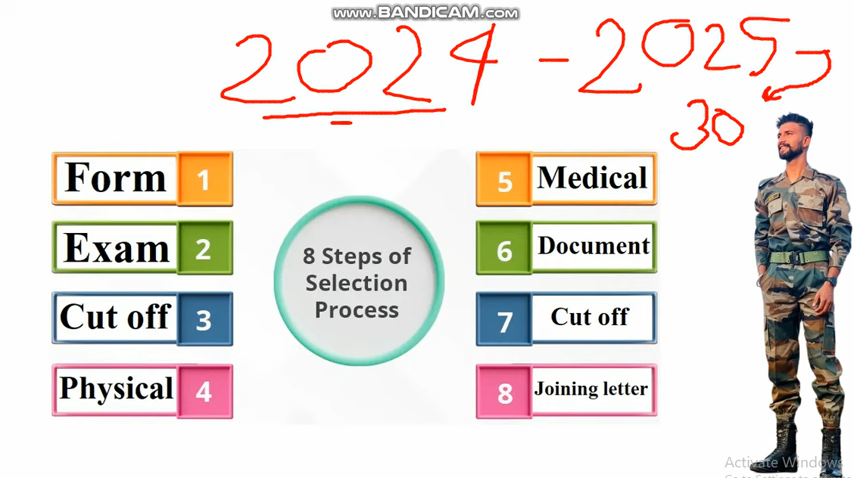 www.BANDICAM.com
2024 - 2025
30
Form 1
Exam 2
Cut off 3
Physical 4
8 Steps of
Selection
Process
5 Medical
6 Document
7 Cut off
8 Joining letter
Activate Windows